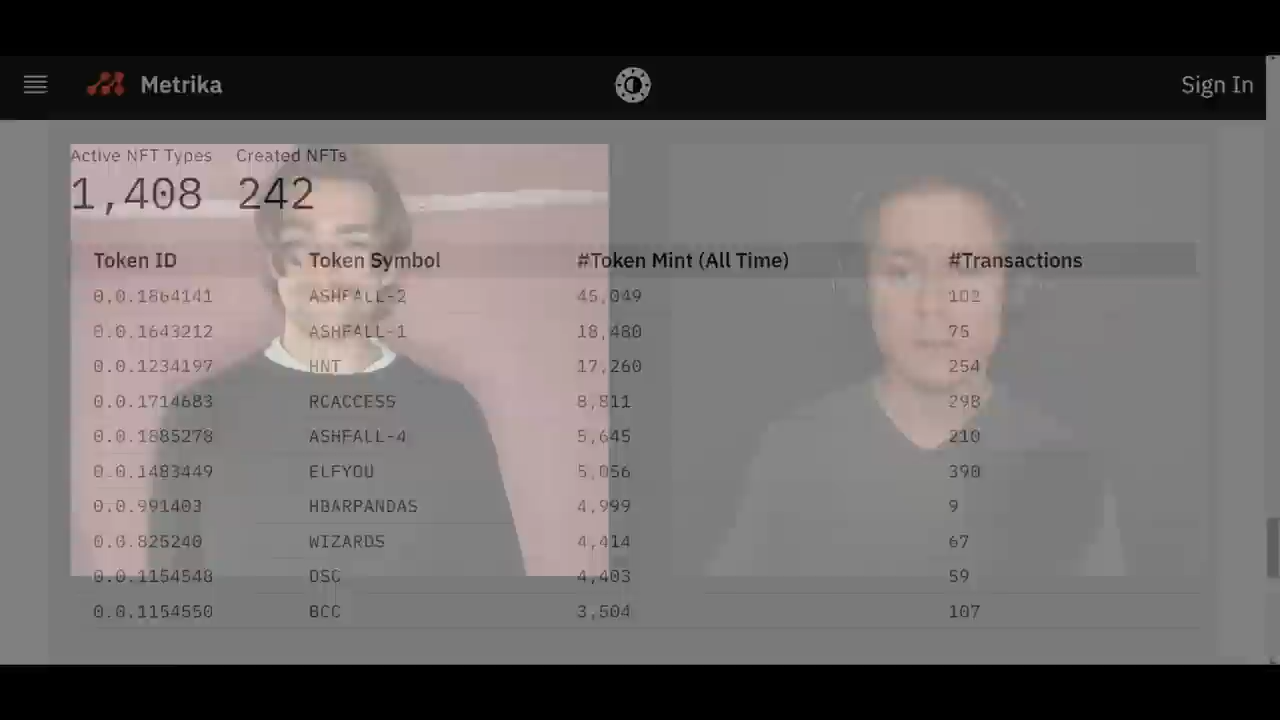 Metrika
Sign In
Active NFT Types Created NFTs
1,408 242
Token ID Token Symbol #Token Mint (All Time) #Transactions
0.0.1864141 ASHFALL-2 45,049 102
0.0.1643212 ASHFALL-1 18,480 75
0.0.1234197 HNT 17,260 254
0.0.1714683 RCACCESS 8,811 298
0.0.1885278 ASHFALL-4 5,645 210
0.0.1483449 ELFYOU 5,056 390
0.0.991403 HBARPANDAS 4,999 9
0.0.825240 WIZARDS 4,414 67
0.0.1154548 DSC 4,403 59
0.0.1154550 BCC 3,504 107